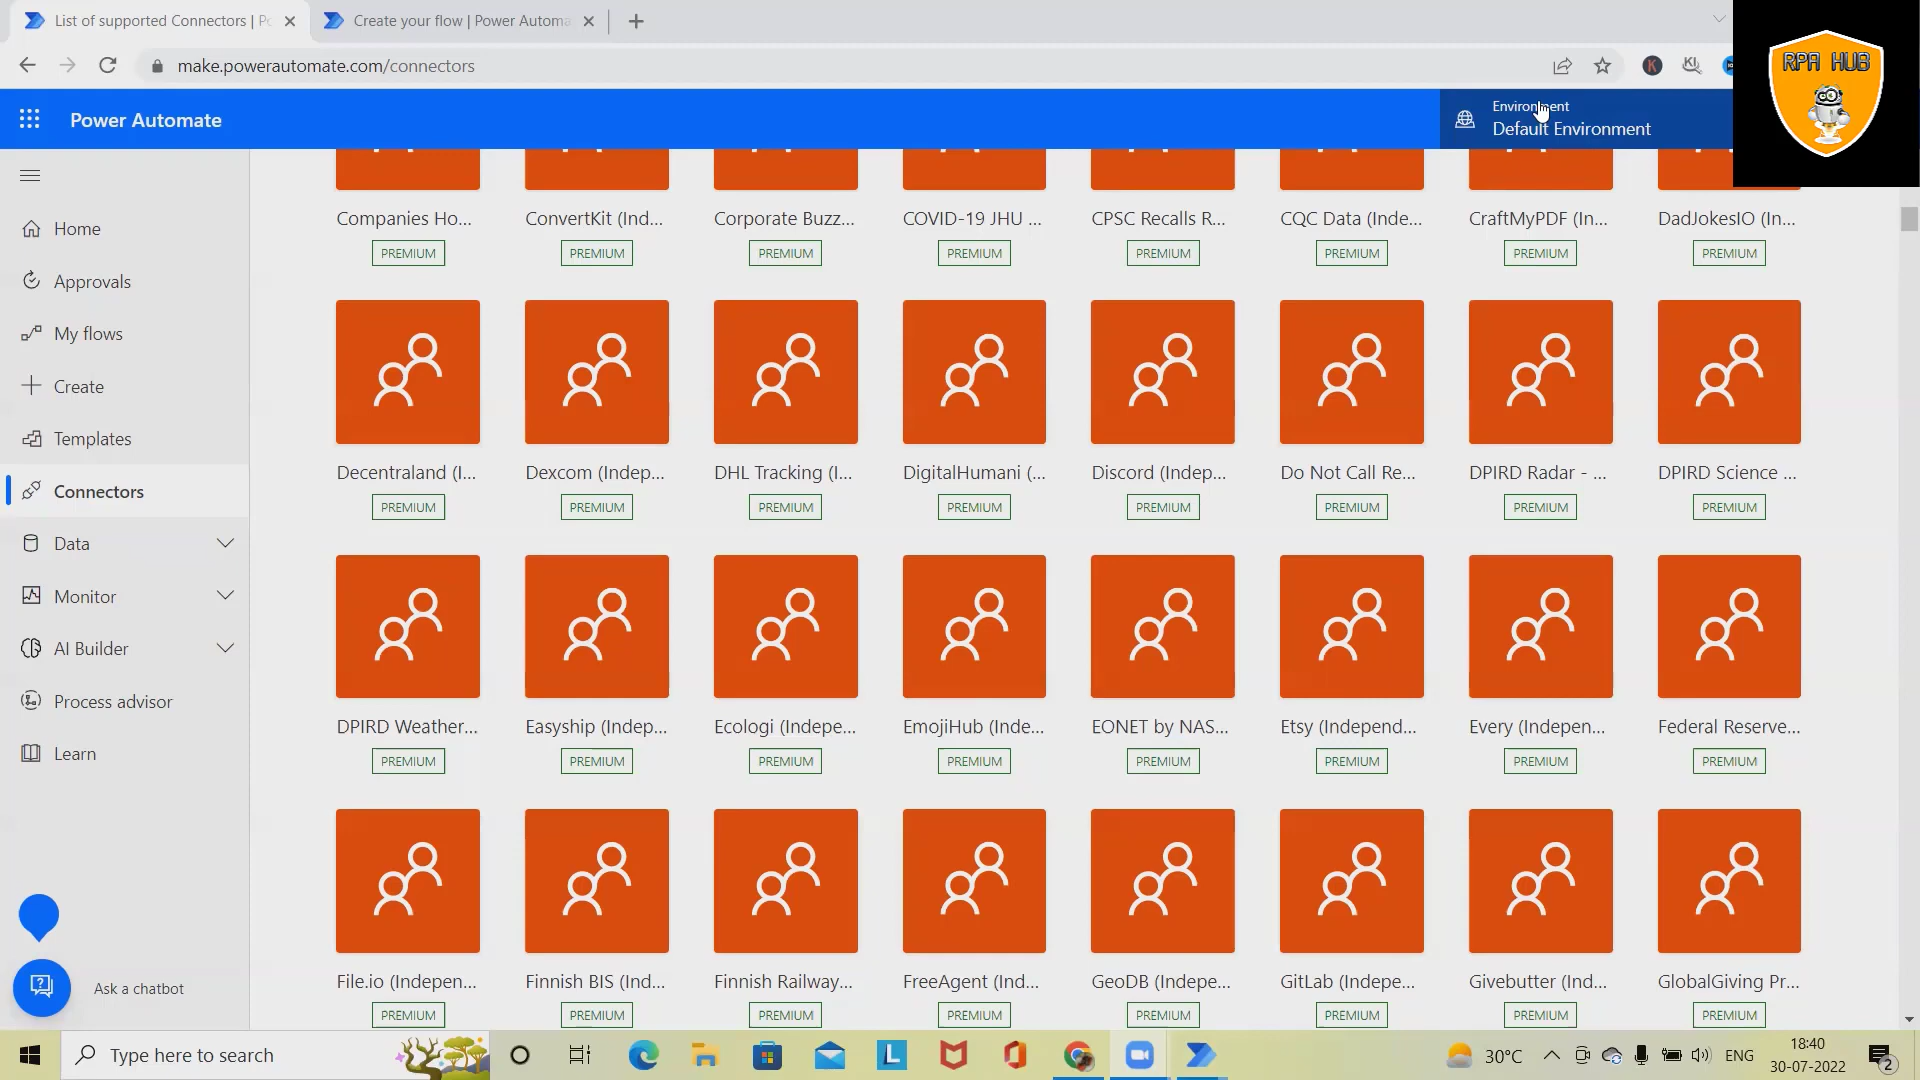 List of supported Connectors | Po
Create your flow | Power Automa
make.powerautomate.com/connectors
RPA HUB
Power Automate
Environment
Default Environment
Home
Approvals
My flows
Create
Templates
Connectors
Data
Monitor
AI Builder
Process advisor
Learn
Ask a chatbot
Companies Ho... ConvertKit (Ind... Corporate Buzz... COVID-19 JHU ... CPSC Recalls R... CQC Data (Inde... CraftMyPDF (In... DadJokesIO (In...
PREMIUM PREMIUM PREMIUM PREMIUM PREMIUM PREMIUM PREMIUM PREMIUM
Decentraland (I... Dexcom (Indep... DHL Tracking (I... DigitalHumani (... Discord (Indep... Do Not Call Re... DPIRD Radar - ... DPIRD Science ...
PREMIUM PREMIUM PREMIUM PREMIUM PREMIUM PREMIUM PREMIUM PREMIUM
DPIRD Weather... Easyship (Indep... Ecologi (Indepe... EmojiHub (Inde... EONET by NAS... Etsy (Independ... Every (Indepen... Federal Reserve...
PREMIUM PREMIUM PREMIUM PREMIUM PREMIUM PREMIUM PREMIUM PREMIUM
File.io (Indepen... Finnish BIS (Ind... Finnish Railway... FreeAgent (Ind... GeoDB (Indepe... GitLab (Indepe... Givebutter (Ind... GlobalGiving Pr...
PREMIUM PREMIUM PREMIUM PREMIUM PREMIUM PREMIUM PREMIUM PREMIUM
Type here to search
30°C
ENG
18:40
30-07-2022
2